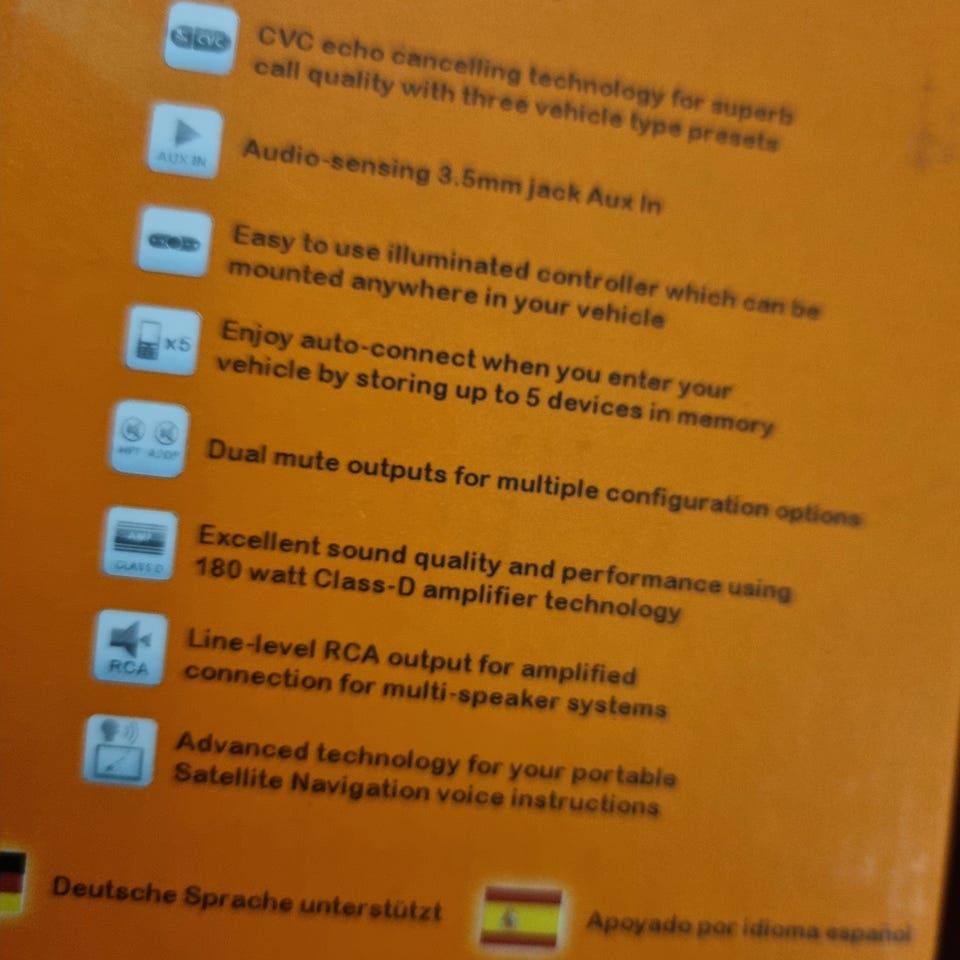 CVC
CVC echo cancelling technology for superb
call quality with three vehicle type presets
AUX IN
Audio-sensing 3.5mm jack Aux In
Easy to use illuminated controller which can be
mounted anywhere in your vehicle
x5
Enjoy auto-connect when you enter your
vehicle by storing up to 5 devices in memory
Dual mute outputs for multiple configuration options
AMP
CLASS D
Excellent sound quality and performance using
180 watt Class-D amplifier technology
RCA
Line-level RCA output for amplified
connection for multi-speaker systems
Advanced technology for your portable
Satellite Navigation voice instructions
Deutsche Sprache unterstützt
Apoyado por idioma español